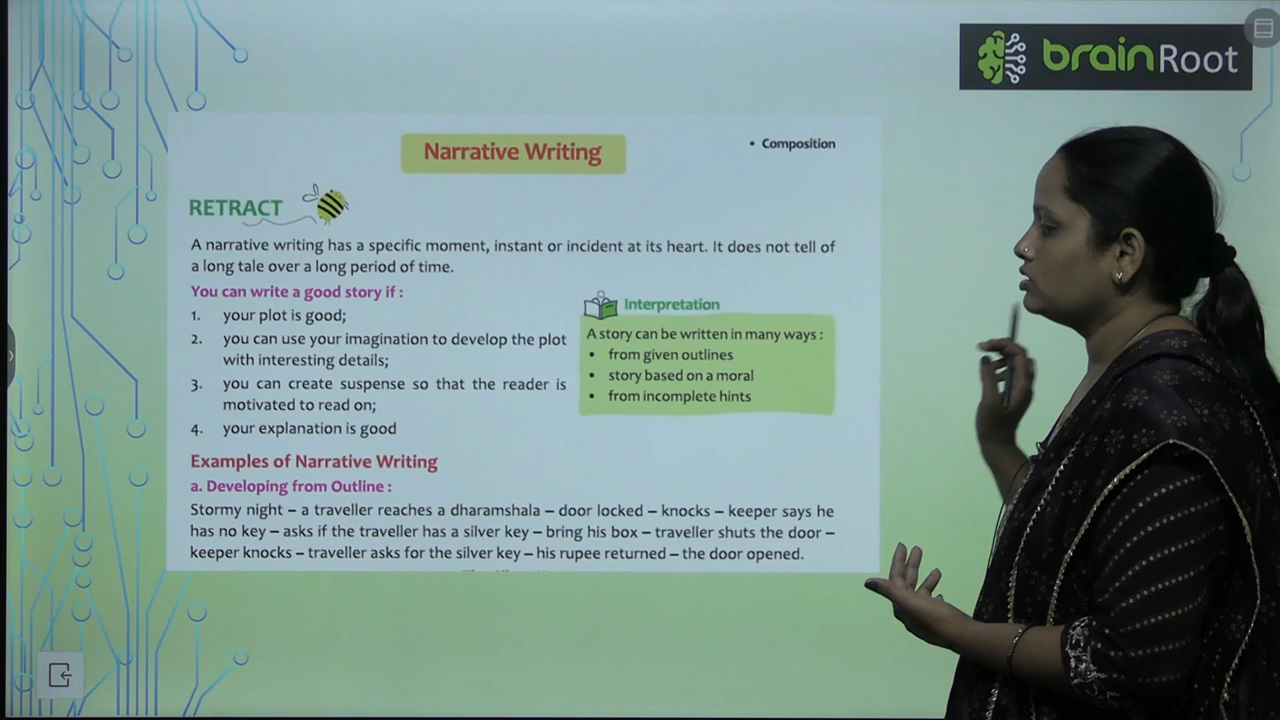 brainRoot
Narrative Writing
• Composition
RETRACT
A narrative writing has a specific moment, instant or incident at its heart. It does not tell of
a long tale over a long period of time.
You can write a good story if :
1. your plot is good;
2. you can use your imagination to develop the plot
with interesting details;
3. you can create suspense so that the reader is
motivated to read on;
4. your explanation is good
Interpretation
A story can be written in many ways :
• from given outlines
• story based on a moral
• from incomplete hints
Examples of Narrative Writing
a. Developing from Outline :
Stormy night – a traveller reaches a dharamshala – door locked – knocks – keeper says he
has no key – asks if the traveller has a silver key – bring his box – traveller shuts the door –
keeper knocks – traveller asks for the silver key – his rupee returned – the door opened.